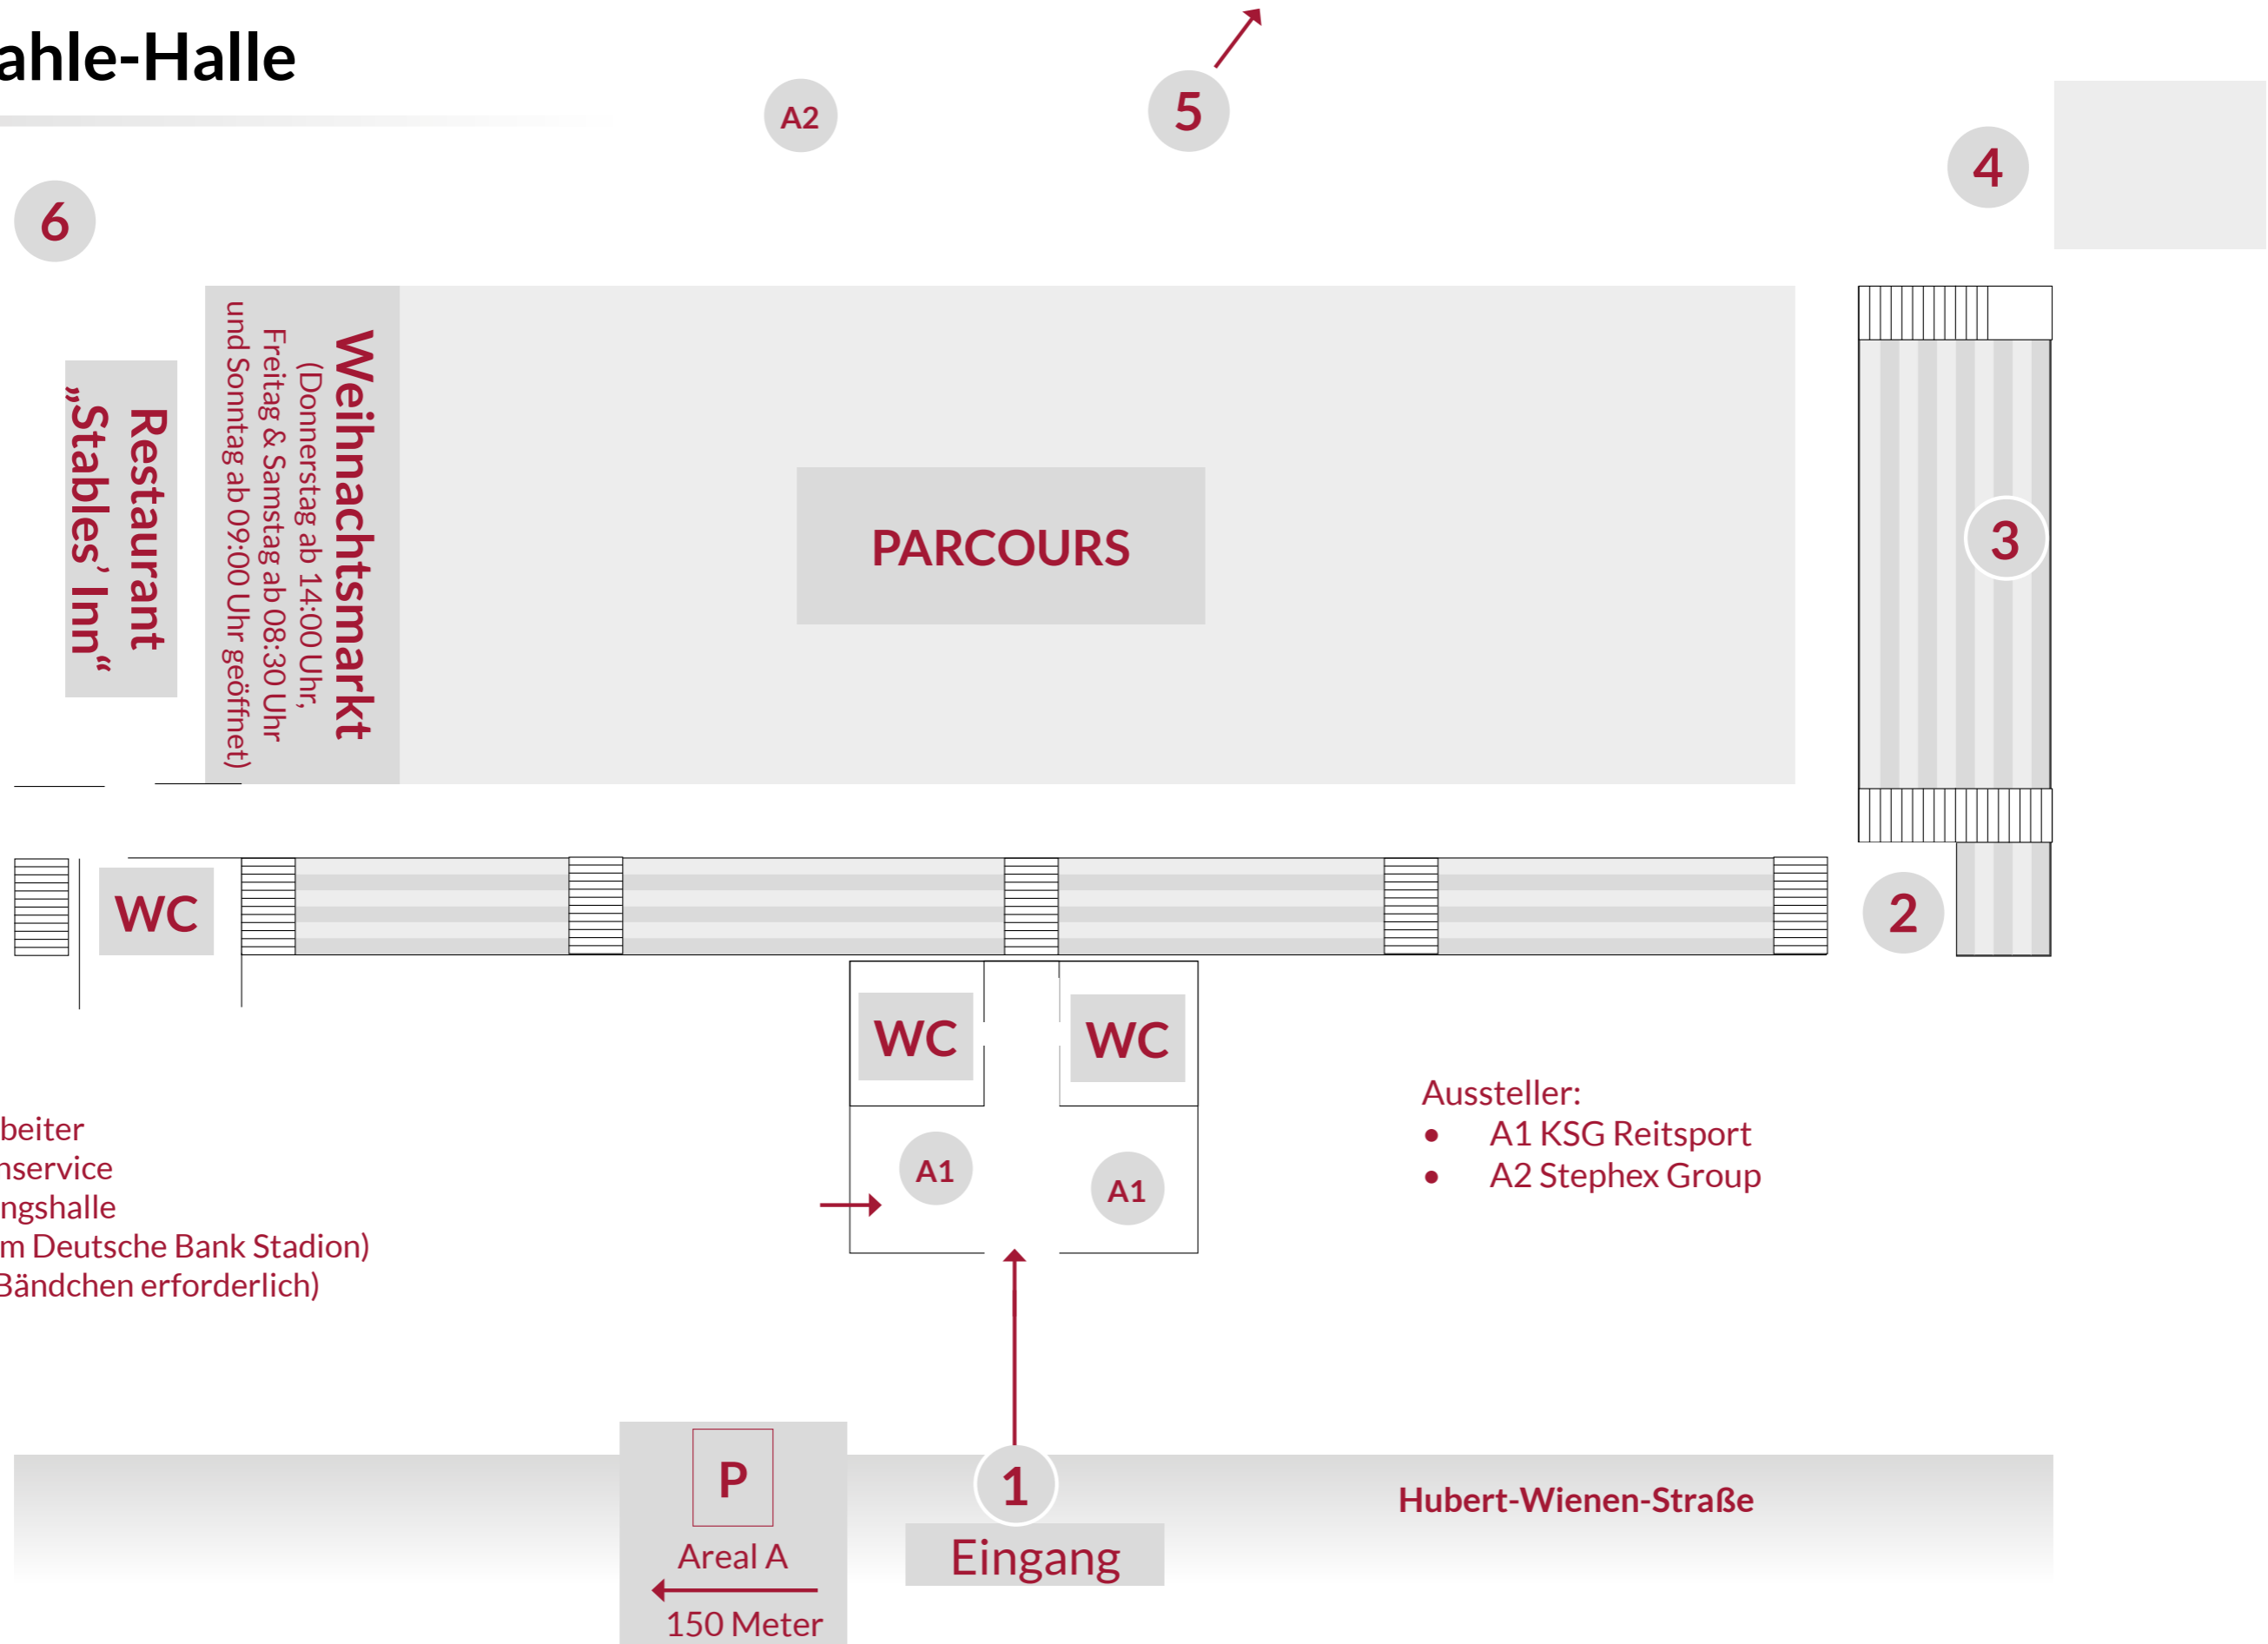 ahle-Halle
A2
5
4
6
Weihnachtsmarkt
(Donnerstag ab 14:00 Uhr,
Freitag & Samstag ab 08:30 Uhr
und Sonntag ab 09:00 Uhr geöffnet)
Restaurant
„Stables’ Inn“
PARCOURS
3
WC
2
WC
WC
A1
A1
beiter
nservice
ngshalle
m Deutsche Bank Stadion)
Bändchen erforderlich)
Aussteller:
• A1 KSG Reitsport
• A2 Stephex Group
P
Areal A
150 Meter
1
Eingang
Hubert-Wienen-Straße